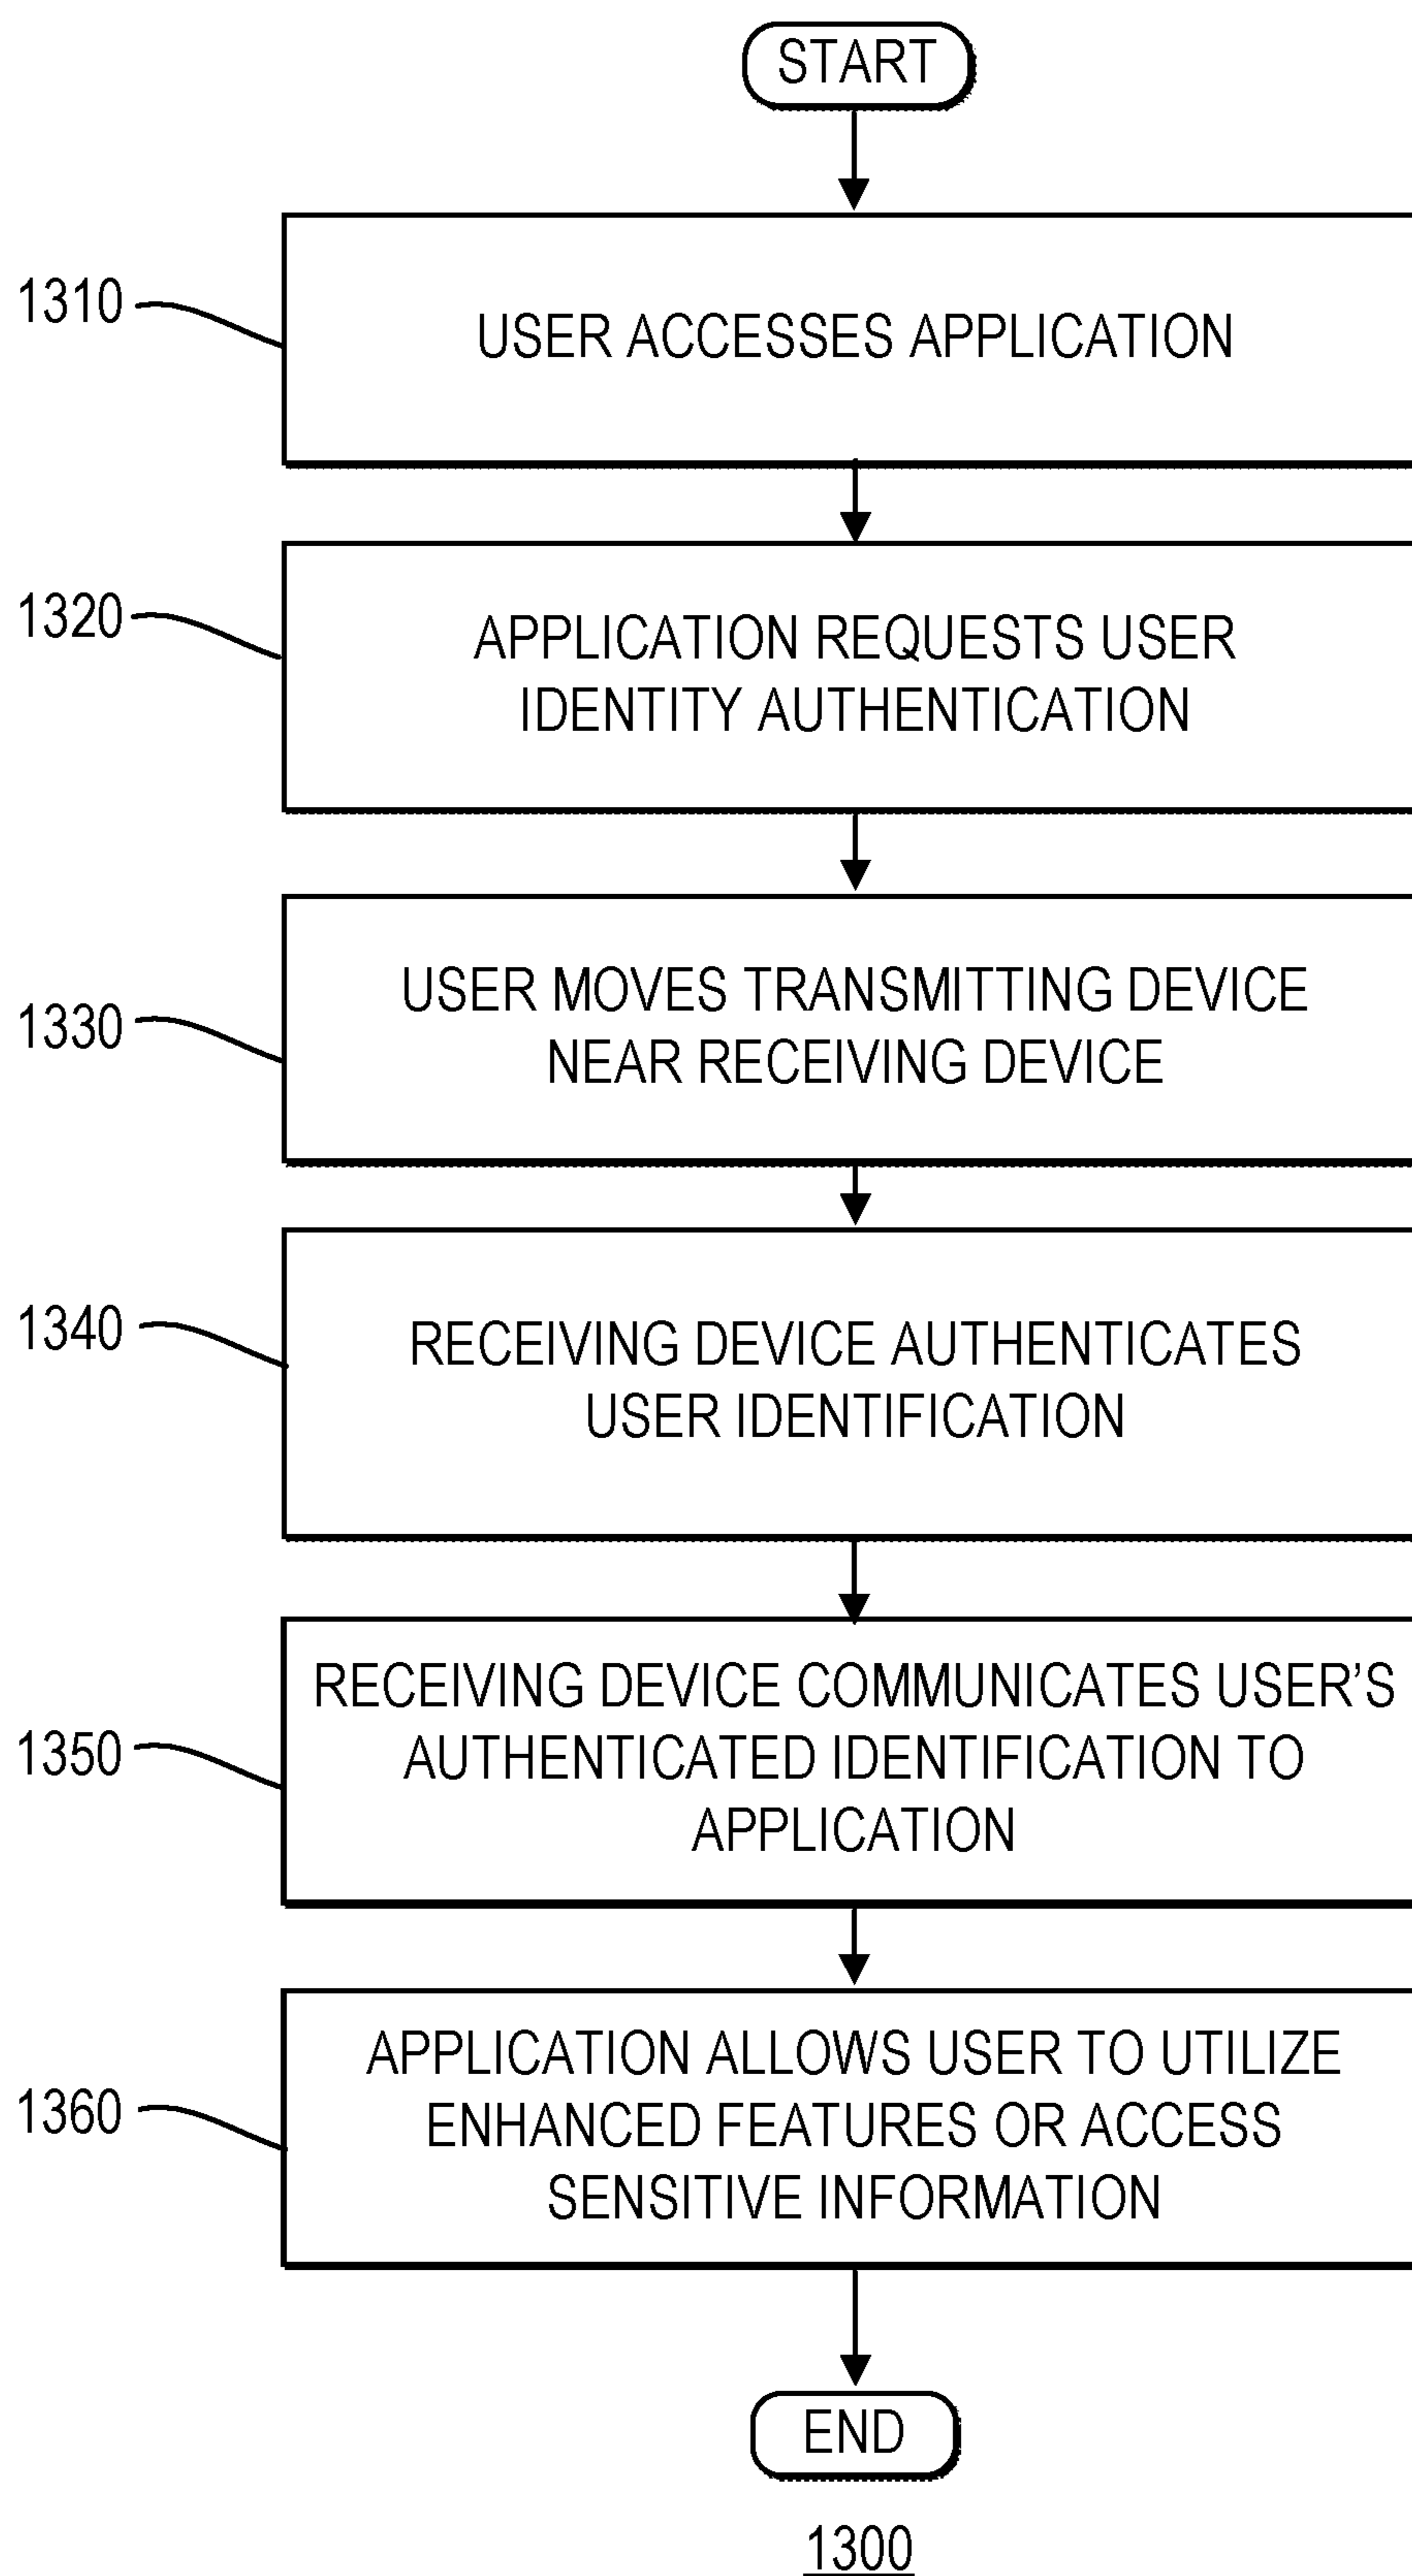 START
1310
USER ACCESSES APPLICATION
1320
APPLICATION REQUESTS USER
IDENTITY AUTHENTICATION
1330
USER MOVES TRANSMITTING DEVICE
NEAR RECEIVING DEVICE
1340
RECEIVING DEVICE AUTHENTICATES
USER IDENTIFICATION
1350
RECEIVING DEVICE COMMUNICATES USER’S
AUTHENTICATED IDENTIFICATION TO
APPLICATION
1360
APPLICATION ALLOWS USER TO UTILIZE
ENHANCED FEATURES OR ACCESS
SENSITIVE INFORMATION
END
1300